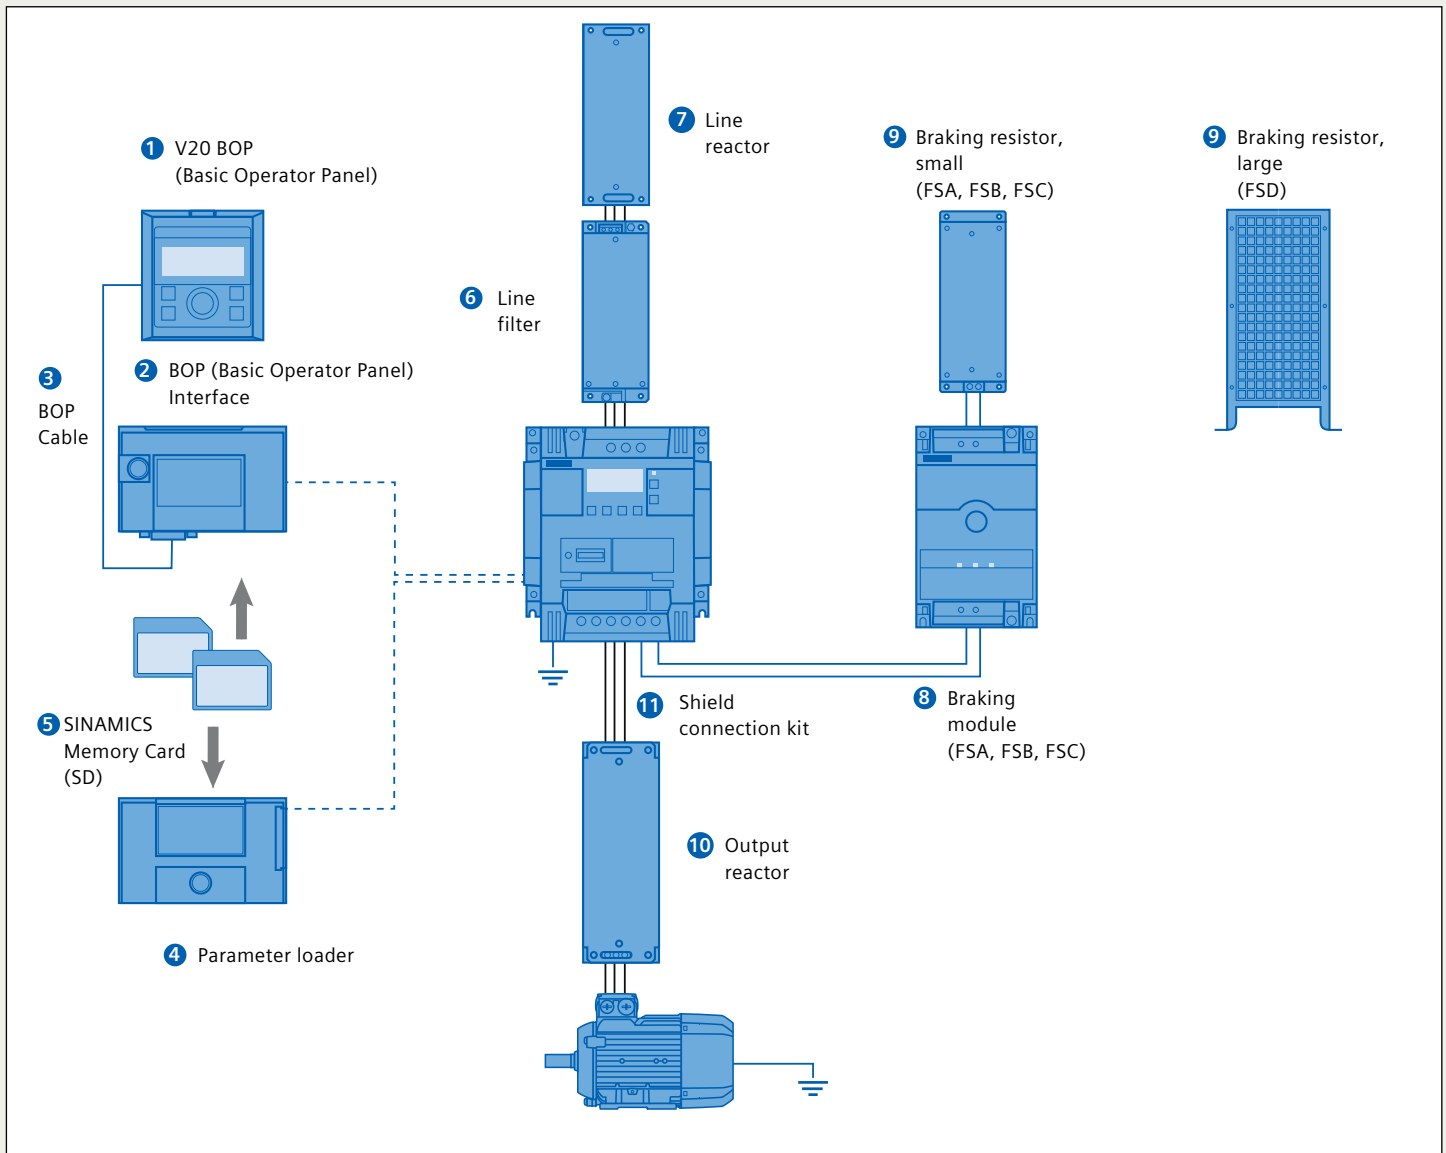 7 Line
reactor
1 V20 BOP
(Basic Operator Panel)
9 Braking resistor,
small
(FSA, FSB, FSC)
9 Braking resistor,
large
(FSD)
6 Line
filter
2 BOP (Basic Operator Panel)
Interface
3
BOP
Cable
5 SINAMICS
Memory Card
(SD)
11 Shield
connection kit
8 Braking
module
(FSA, FSB, FSC)
10 Output
reactor
4 Parameter loader